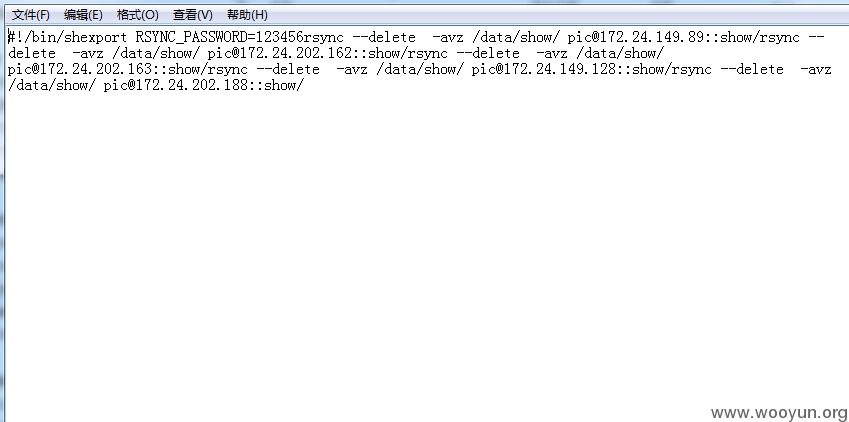 文件(F) 编辑(E) 格式(O) 查看(V) 帮助(H)
#!/bin/shexport RSYNC_PASSWORD=123456rsync --delete  -avz /data/show/ pic@172.24.149.89::show/rsync --
delete  -avz /data/show/ pic@172.24.202.162::show/rsync --delete  -avz /data/show/
pic@172.24.202.163::show/rsync --delete  -avz /data/show/ pic@172.24.149.128::show/rsync --delete  -avz
/data/show/ pic@172.24.202.188::show/
www.wooyun.org